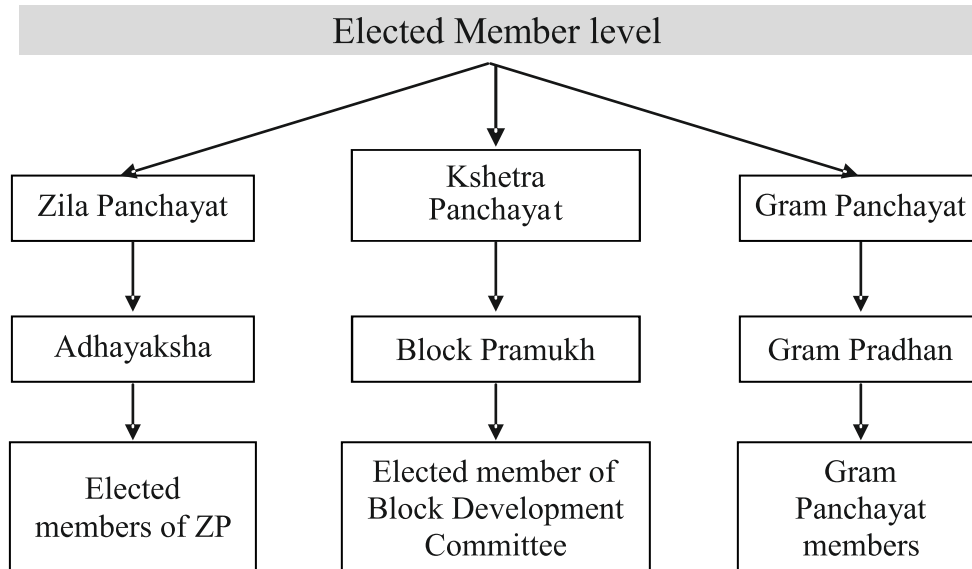 Elected Member level
Zila Panchayat
Kshetra
Panchayat
Gram Panchayat
Adhayaksha
Block Pramukh
Gram Pradhan
Elected
members of ZP
Elected member of
Block Development
Committee
Gram
Panchayat
members